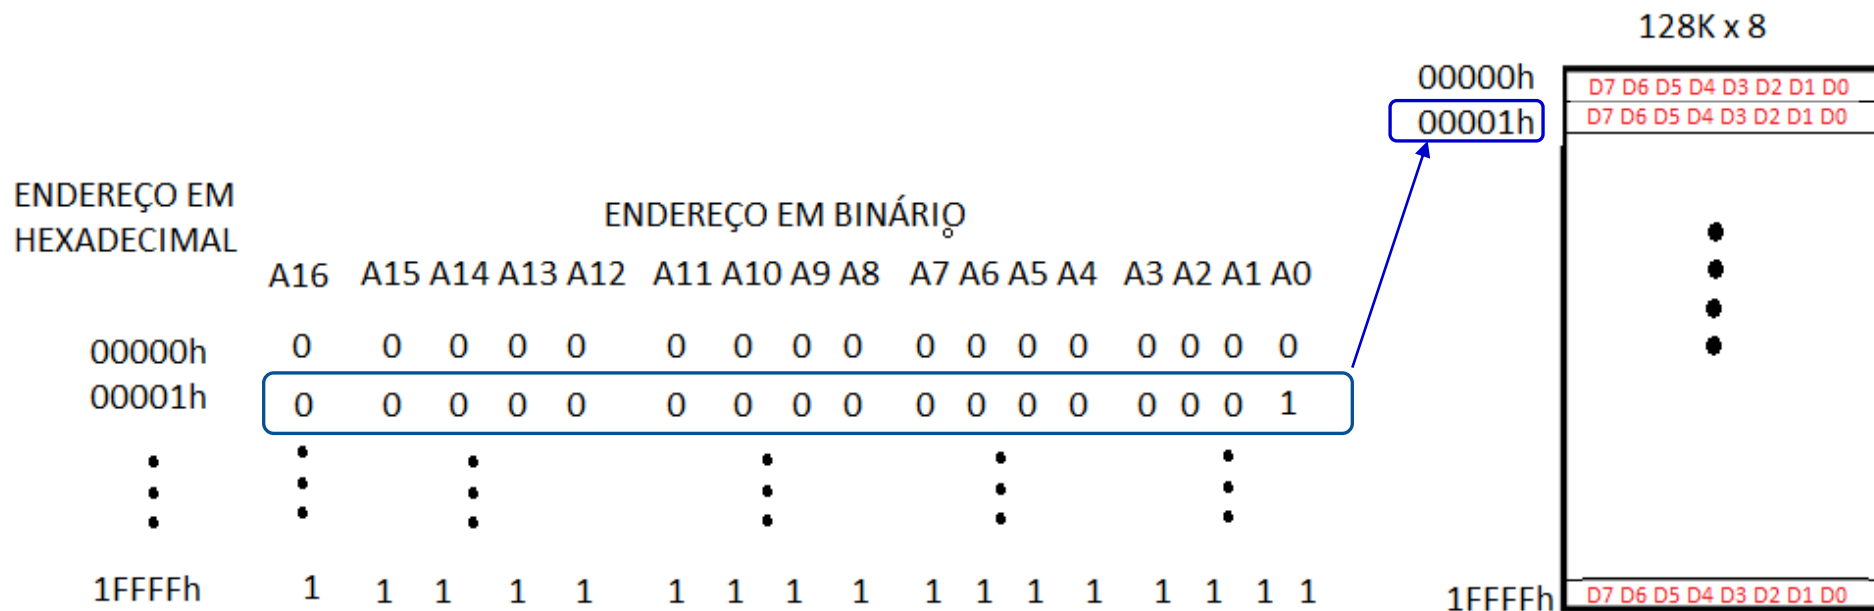 128K x 8
00000h D7 D6 D5 D4 D3 D2 D1 D0
00001h D7 D6 D5 D4 D3 D2 D1 D0
ENDEREÇO EM
HEXADECIMAL
ENDEREÇO EM BINÁRIO
A16 A15 A14 A13 A12 A11 A10 A9 A8 A7 A6 A5 A4 A3 A2 A1 A0
00000h 0 0 0 0 0 0 0 0 0 0 0 0 0 0 0 0 0
00001h 0 0 0 0 0 0 0 0 0 0 0 0 0 0 0 0 1
1FFFFh 1 1 1 1 1 1 1 1 1 1 1 1 1 1 1 1 1
1FFFFh D7 D6 D5 D4 D3 D2 D1 D0